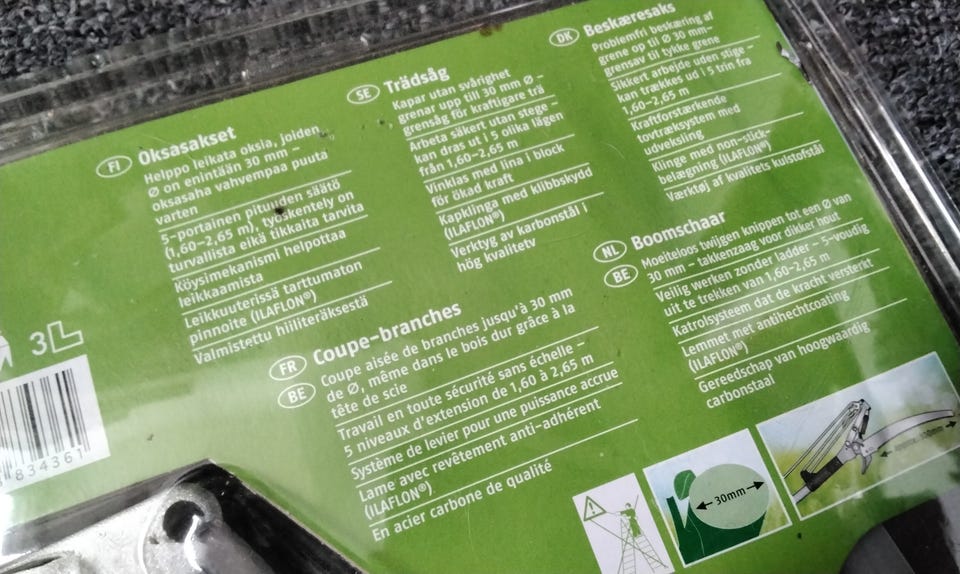 FI Oksasakset
Helppo leikata oksia, joiden
Ø on enintään 30 mm –
oksasaha vahvempaa puuta
varten
5-portainen pituuden säätö
(1,60–2,65 m), työskentely on
turvallista eikä tikkaita tarvita
Köysimekanismi helpottaa
leikkaamista
Leikkuuterissä tarttumaton
pinnoite (ILAFLON®)
Valmistettu hiiliteräksestä
SE Trädsåg
Kapar utan svårighet
grenar upp till 30 mm Ø –
grensåg för kraftigare trä
Arbeta säkert utan stege –
kan dras ut i 5 olika lägen
från 1,60–2,65 m
Vinklas med lina i block
för ökad kraft
Kapklinga med klibbskydd
(ILAFLON®)
Verktyg av karbonstål i
hög kvalitetv
DK Beskæresaks
Problemfri beskæring af
grene op til Ø 30 mm–
grensav til tykke grene
Sikkert arbejde uden stige –
kan trækkes ud i 5 trin fra
1,60–2,65 m
Kraftforstærkende
tovtræksystem med
udveksling
Klinge med non-stick-
belægning (ILAFLON®)
Værktøj af kvalitets kulstofstål
FR BE Coupe-branches
Coupe aisée de branches jusqu'à 30 mm
de Ø, même dans le bois dur grâce à la
tête de scie
Travail en toute sécurité sans échelle –
5 niveaux d'extension de 1,60 à 2,65 m
Système de levier pour une puissance accrue
Lame avec revêtement anti-adhérent
(ILAFLON®)
En acier carbone de qualité
NL BE Boomschaar
Moeiteloos twijgen knippen tot een Ø van
30 mm – takkenzaag voor dikker hout
Veilig werken zonder ladder – 5-voudig
uit te trekken van 1.60–2,65 m
Katrolsysteem dat de kracht versterkt
Lemmet met antihechtcoating
(ILAFLON®)
Gereedschap van hoogwaardig
carbonstaal
3L
834361
30mm